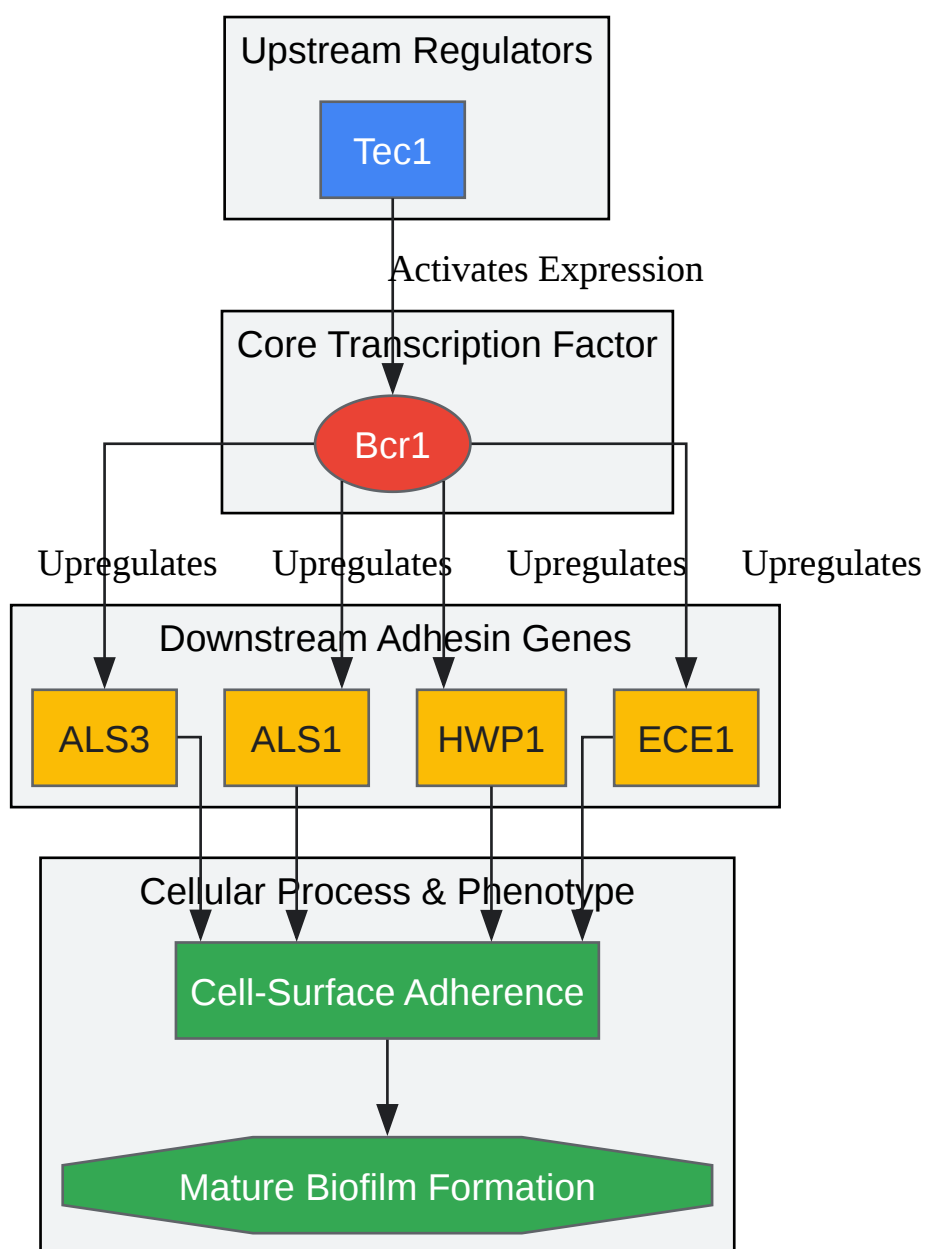 Upstream Regulators
Tec1
Activates Expression
Core Transcription Factor
Bcr1
Upregulates
Upregulates
Upregulates
Upregulates
Downstream Adhesin Genes
ALS3
ALS1
HWP1
ECE1
Cellular Process & Phenotype
Cell-Surface Adherence
Mature Biofilm Formation